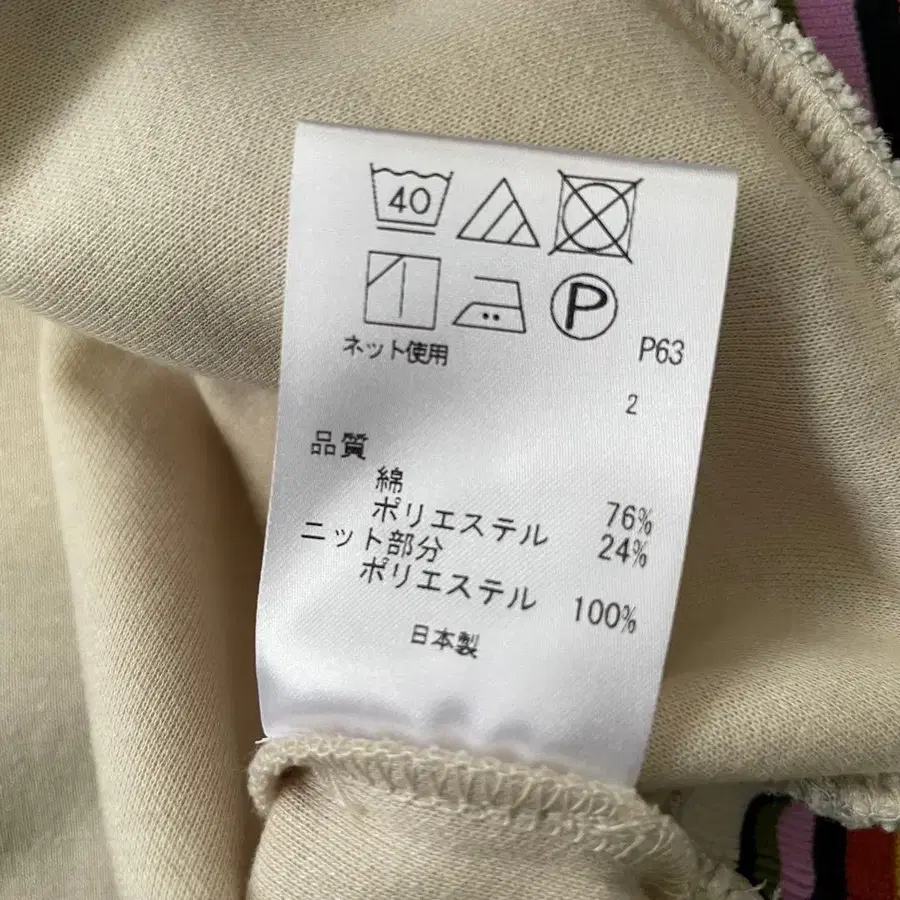 40
P
ネット使用
P63
2
品質
綿 76%
ポリエステル 24%
ニット部分
ポリエステル 100%
日本製